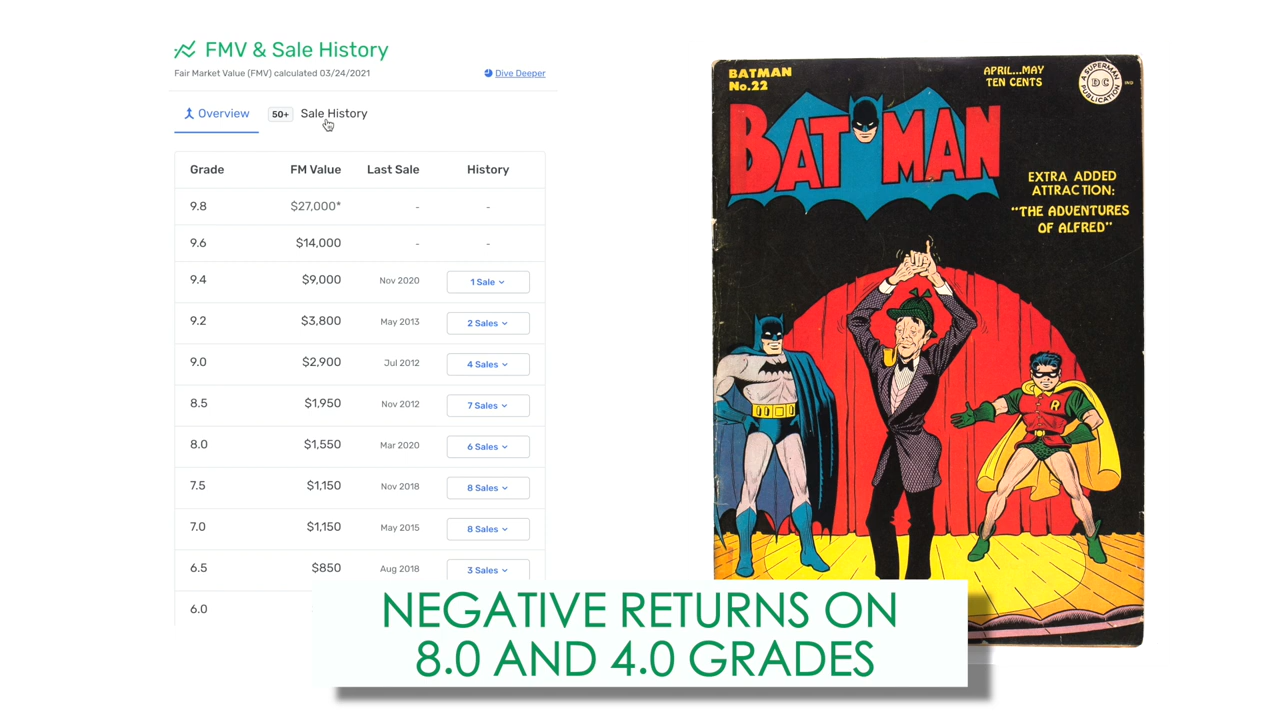 FMV & Sale History
Fair Market Value (FMV) calculated 03/24/2021
Dive Deeper
Overview
50+ Sale History
Grade FM Value Last Sale History
9.8 $27,000* - -
9.6 $14,000 - -
9.4 $9,000 Nov 2020 1 Sale
9.2 $3,800 May 2013 2 Sales
9.0 $2,900 Jul 2012 4 Sales
8.5 $1,950 Nov 2012 7 Sales
8.0 $1,550 Mar 2020 6 Sales
7.5 $1,150 Nov 2018 8 Sales
7.0 $1,150 May 2015 8 Sales
6.5 $850 Aug 2018 3 Sales
6.0
BATMAN
No.22
APRIL...MAY
TEN CENTS
A SUPERMAN
DC
PUBLICATION
BATMAN
EXTRA ADDED
ATTRACTION:
"THE ADVENTURES
OF ALFRED"
R
NEGATIVE RETURNS ON
8.0 AND 4.0 GRADES